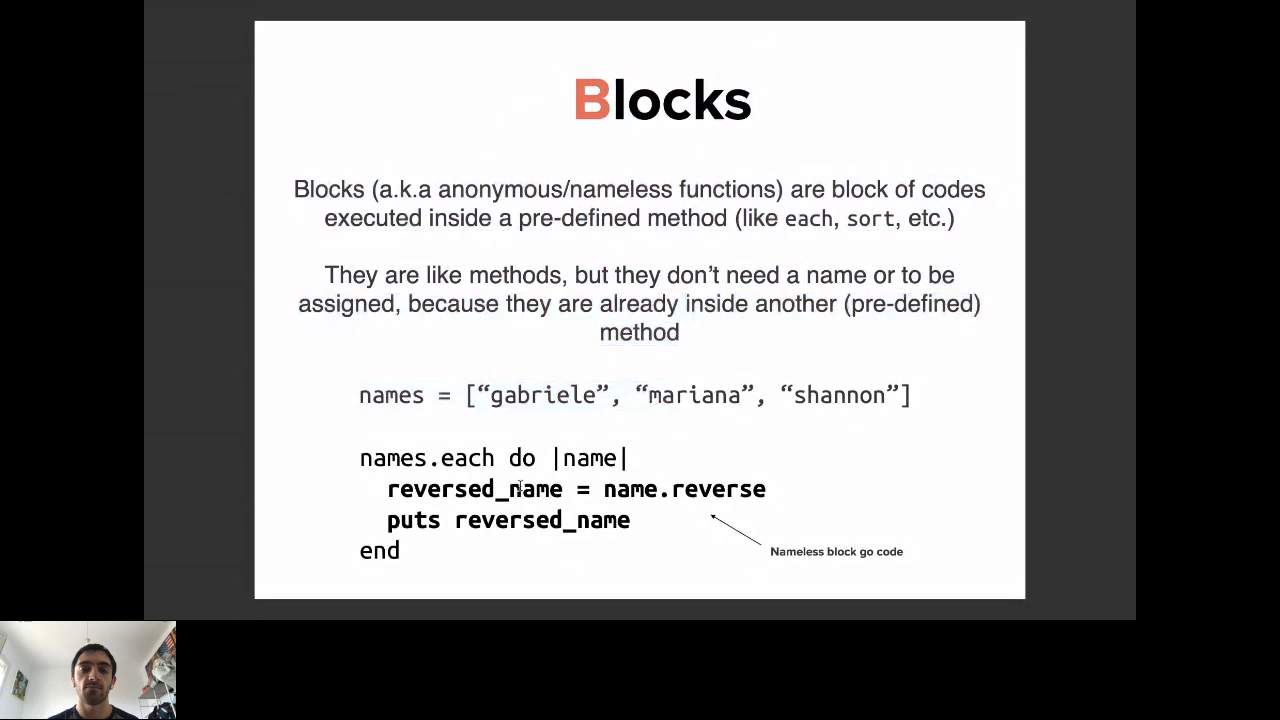 Blocks
Blocks (a.k.a anonymous/nameless functions) are block of codes
executed inside a pre-defined method (like each, sort, etc.)
They are like methods, but they don’t need a name or to be
assigned, because they are already inside another (pre-defined)
method
names = [“gabriele”, “mariana”, “shannon”]
names.each do |name|
reversed_name = name.reverse
puts reversed_name
end
Nameless block go code